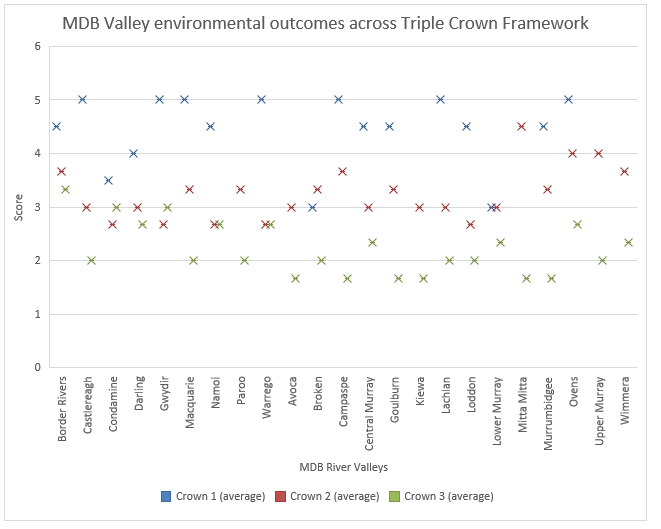 MDB Valley environmental outcomes across Triple Crown Framework
6
5
4
3
2
1
0
Score
Border Rivers
Castlereagh
Condamine
Darling
Gwydir
Macquarie
Namoi
Paroo
Warrego
Avoca
Broken
Campaspe
Central Murray
Goulburn
Kiewa
Lachlan
Loddon
Lower Murray
Mitta Mitta
Murrumbidgee
Ovens
Upper Murray
Wimmera
MDB River Valleys
Crown 1 (average) Crown 2 (average) Crown 3 (average)